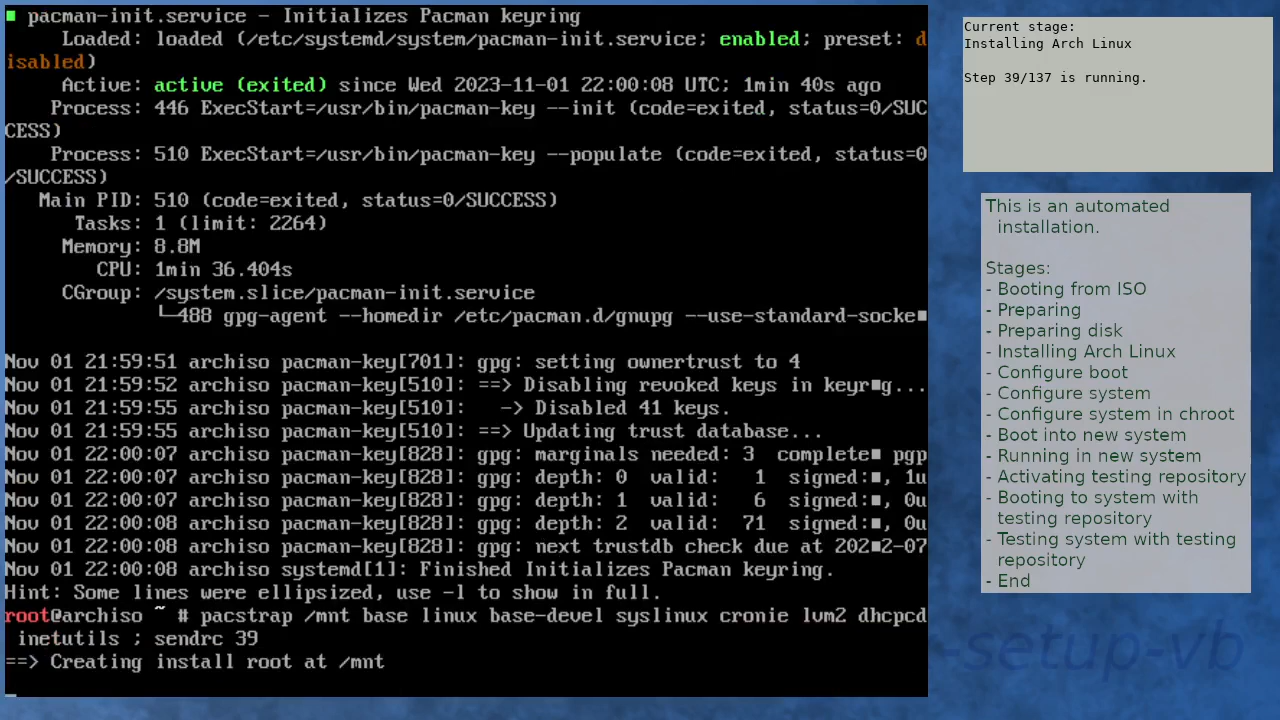 ■ pacman-init.service - Initializes Pacman keyring
Loaded: loaded (/etc/systemd/system/pacman-init.service; enabled; preset: d
isabled)
Active: active (exited) since Wed 2023-11-01 22:00:08 UTC; 1min 40s ago
Process: 446 ExecStart=/usr/bin/pacman-key --init (code=exited, status=0/SUC
CESS)
Process: 510 ExecStart=/usr/bin/pacman-key --populate (code=exited, status=0
/SUCCESS)
Main PID: 510 (code=exited, status=0/SUCCESS)
Tasks: 1 (limit: 2264)
Memory: 8.8M
CPU: 1min 36.404s
CGroup: /system.slice/pacman-init.service
└─488 gpg-agent --homedir /etc/pacman.d/gnupg --use-standard-socke■
Nov 01 21:59:51 archiso pacman-key[701]: gpg: setting ownertrust to 4
Nov 01 21:59:52 archiso pacman-key[510]: ==> Disabling revoked keys in keyr■g...
Nov 01 21:59:55 archiso pacman-key[510]:   -> Disabled 41 keys.
Nov 01 21:59:55 archiso pacman-key[510]: ==> Updating trust database...
Nov 01 22:00:07 archiso pacman-key[828]: gpg: marginals needed: 3  complete■ pgp
Nov 01 22:00:07 archiso pacman-key[828]: gpg: depth: 0  valid:   1  signed:■, 1u
Nov 01 22:00:07 archiso pacman-key[828]: gpg: depth: 1  valid:   6  signed:■, 0u
Nov 01 22:00:08 archiso pacman-key[828]: gpg: depth: 2  valid:  71  signed:■, 0u
Nov 01 22:00:08 archiso pacman-key[828]: gpg: next trustdb check due at 202■2-07
Nov 01 22:00:08 archiso systemd[1]: Finished Initializes Pacman keyring.
Hint: Some lines were ellipsized, use -l to show in full.
root@archiso ~ # pacstrap /mnt base linux base-devel syslinux cronie lvm2 dhcpcd
inetutils ; sendrc 39
==> Creating install root at /mnt
Current stage:
Installing Arch Linux
Step 39/137 is running.
This is an automated
installation.
Stages:
- Booting from ISO
- Preparing
- Preparing disk
- Installing Arch Linux
- Configure boot
- Configure system
- Configure system in chroot
- Boot into new system
- Running in new system
- Activating testing repository
- Booting to system with
testing repository
- Testing system with testing
repository
- End
-setup-vb